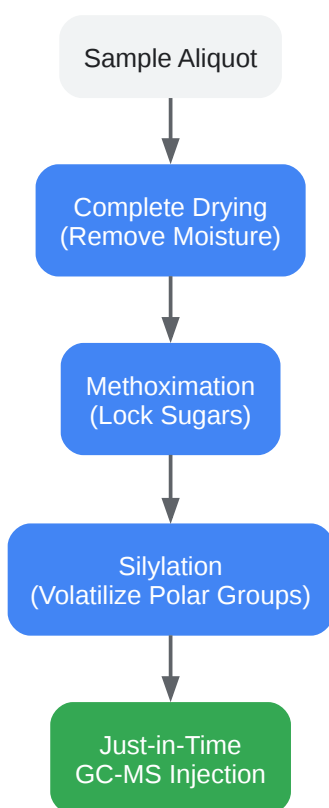 Sample Aliquot
Complete Drying
(Remove Moisture)
Methoximation
(Lock Sugars)
Silylation
(Volatilize Polar Groups)
Just-in-Time
GC-MS Injection